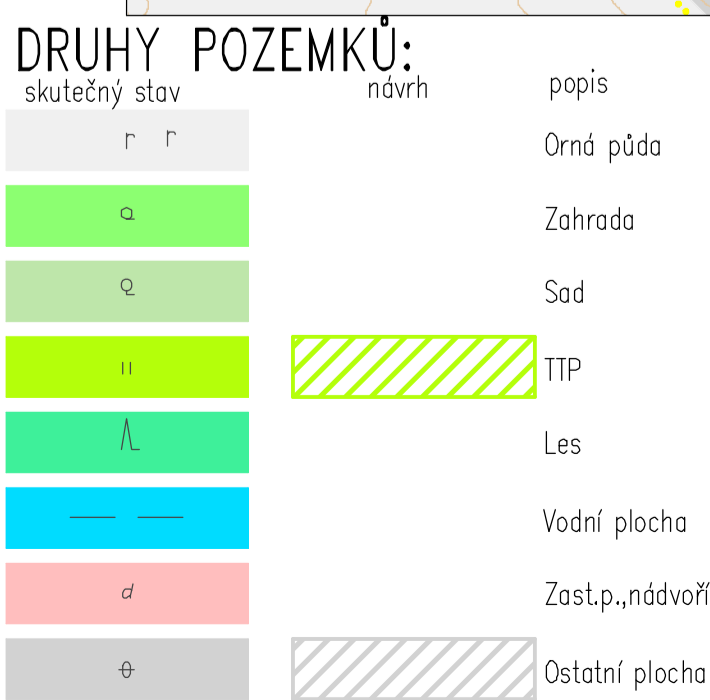 DRUHY POZEMKŮ:
skutečný stav návrh popis
r r Orná půda
Zahrada
Sad
TTP
Les
Vodní plocha
d Zast.p.,nádvoří
Ostatní plocha